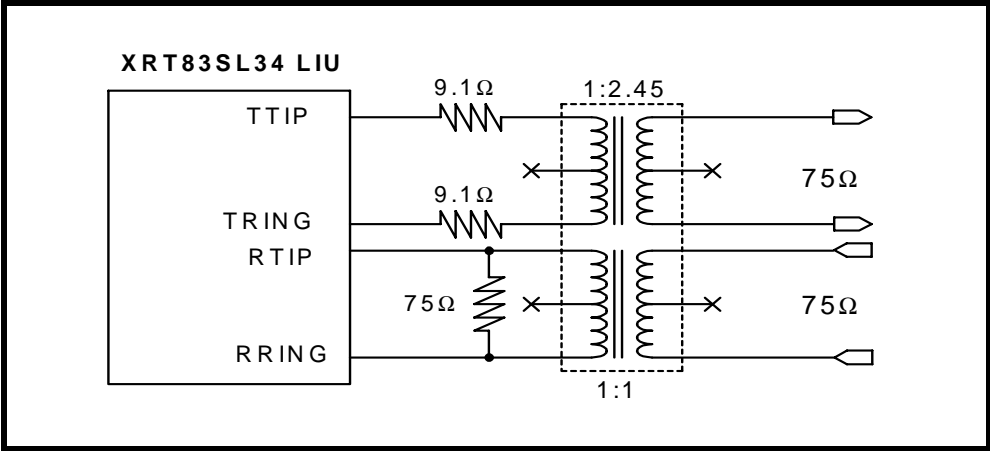 XRT83SL34 LIU
9.1Ω
1:2.45
TTIP
75Ω
9.1Ω
TRING
RTIP
75Ω
75Ω
RRING
1:1